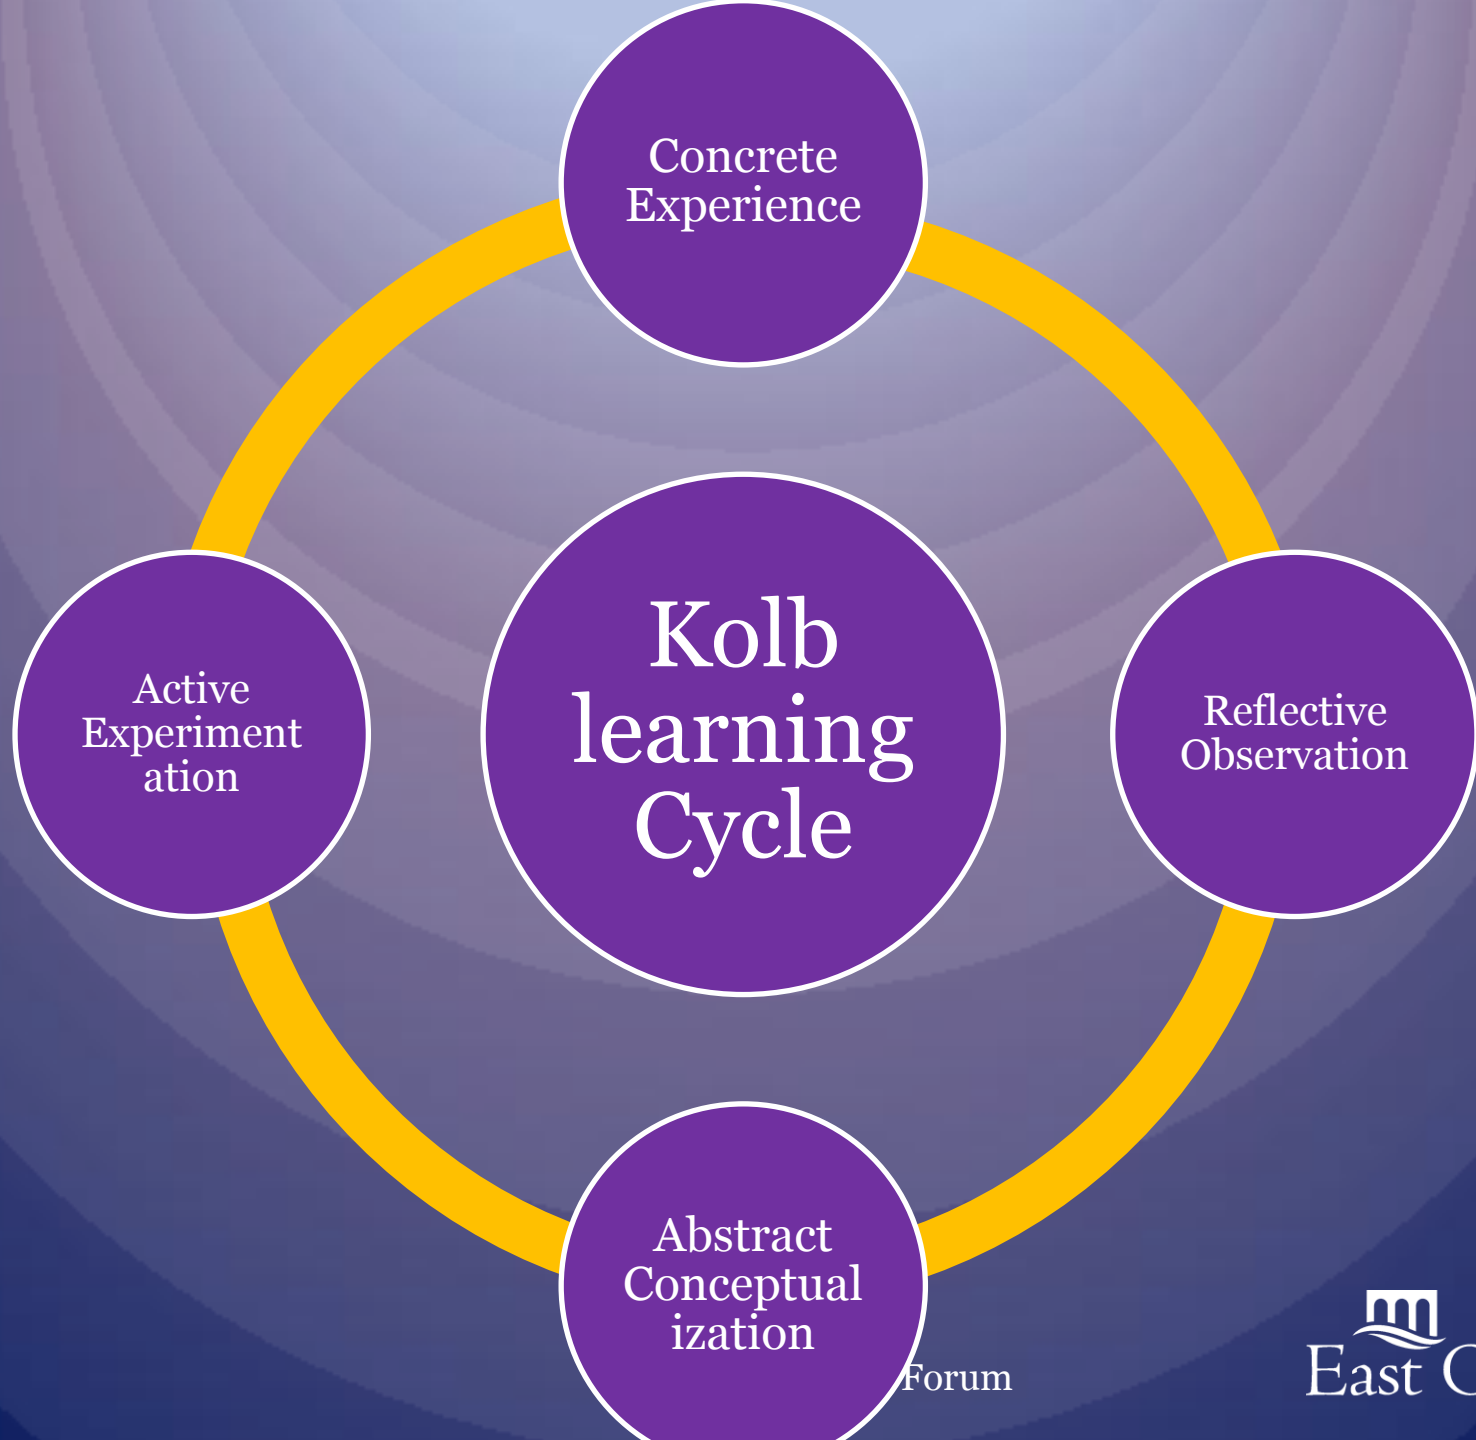 Concrete
Experience
Active
Experiment
ation
Kolb
learning
Cycle
Reflective
Observation
Abstract
Conceptual
ization
Forum
East